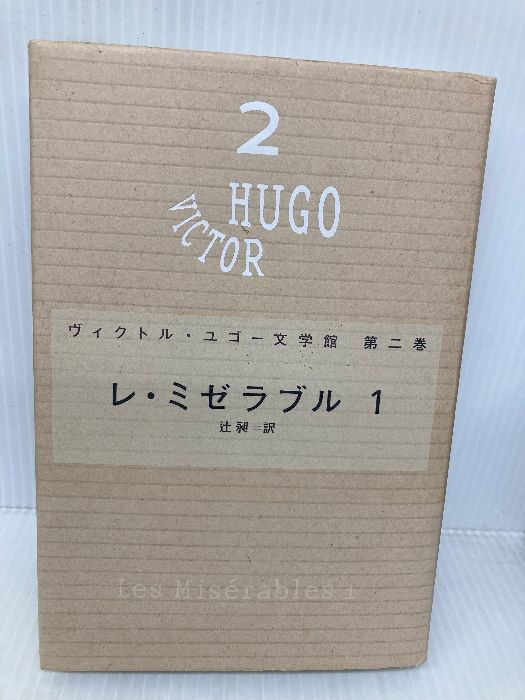 2
HUGO
VICTOR
ヴィクトル・ユゴー文学館 第二巻
レ・ミゼラブル 1
辻昶＝訳
Les Misérables 1